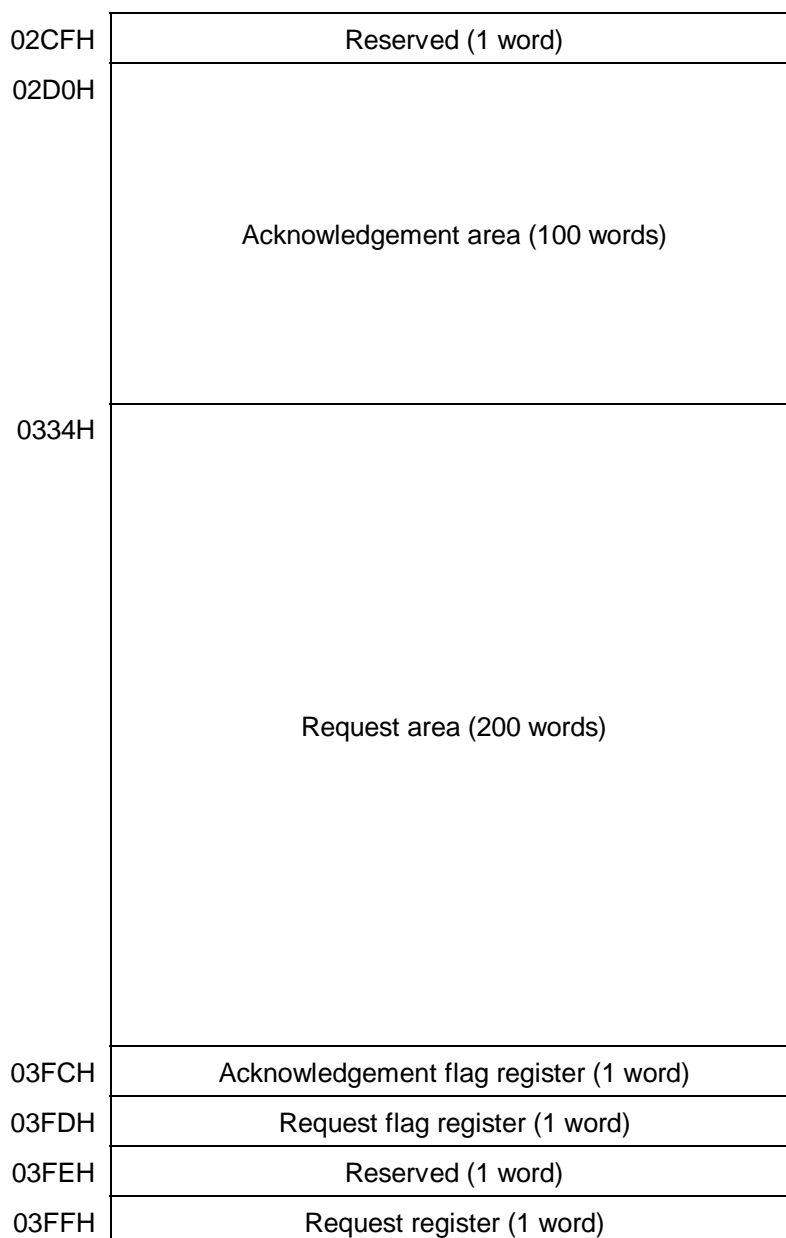 02CFH Reserved (1 word)
02D0H
Acknowledgement area (100 words)
0334H
Request area (200 words)
03FCH Acknowledgement flag register (1 word)
03FDH Request flag register (1 word)
03FEH Reserved (1 word)
03FFH Request register (1 word)